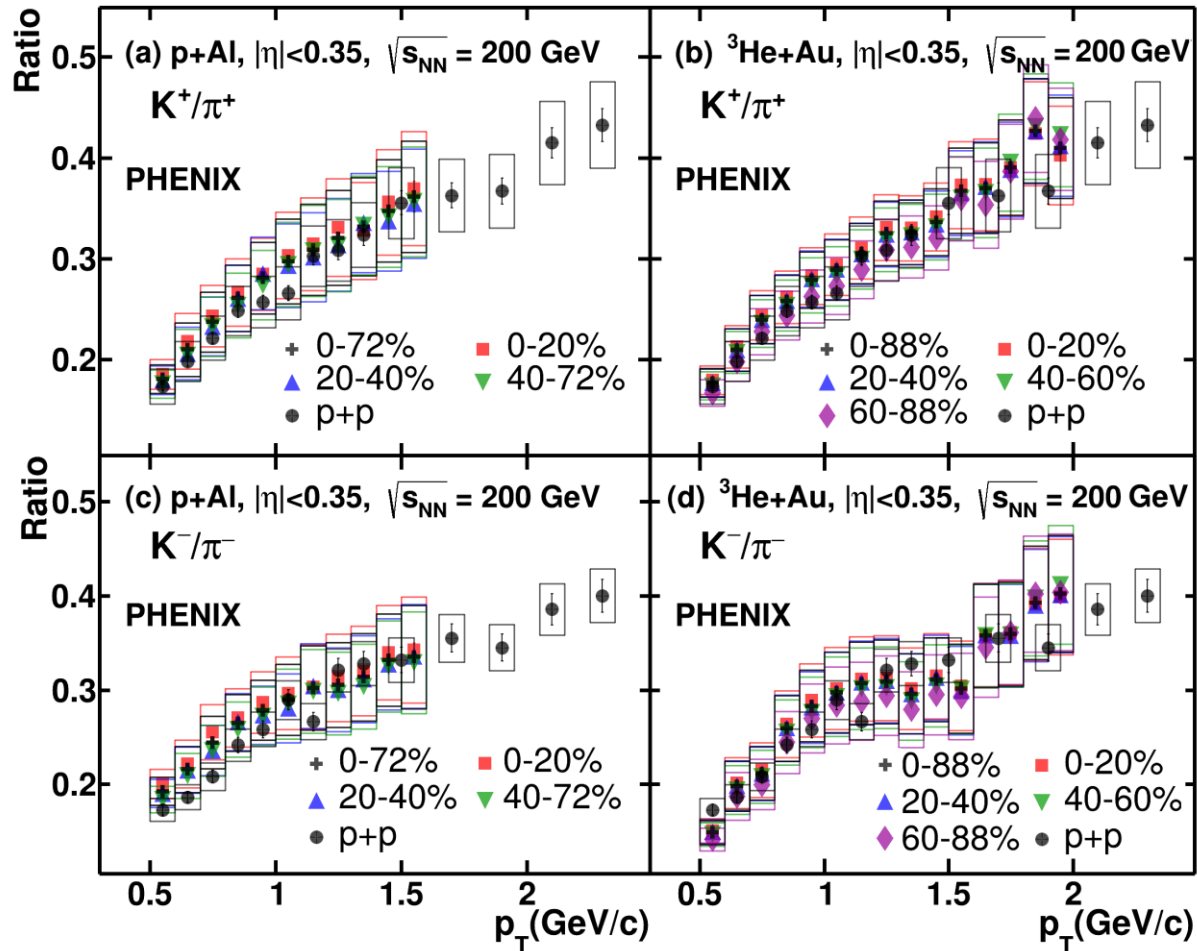 Ratio
(a) p+Al, |η|<0.35, √sNN = 200 GeV
K+/π+
PHENIX
0.5
0.4
0.3
0.2
0-72%
0-20%
20-40%
40-72%
p+p
(b) 3He+Au, |η|<0.35, √sNN = 200 GeV
K+/π+
PHENIX
0-88%
0-20%
20-40%
40-60%
60-88%
p+p
Ratio
(c) p+Al, |η|<0.35, √sNN = 200 GeV
K−/π−
PHENIX
0.5
0.4
0.3
0.2
0-72%
0-20%
20-40%
40-72%
p+p
0.5
1
1.5
2
pT(GeV/c)
(d) 3He+Au, |η|<0.35, √sNN = 200 GeV
K−/π−
PHENIX
0-88%
0-20%
20-40%
40-60%
60-88%
p+p
0.5
1
1.5
2
pT(GeV/c)